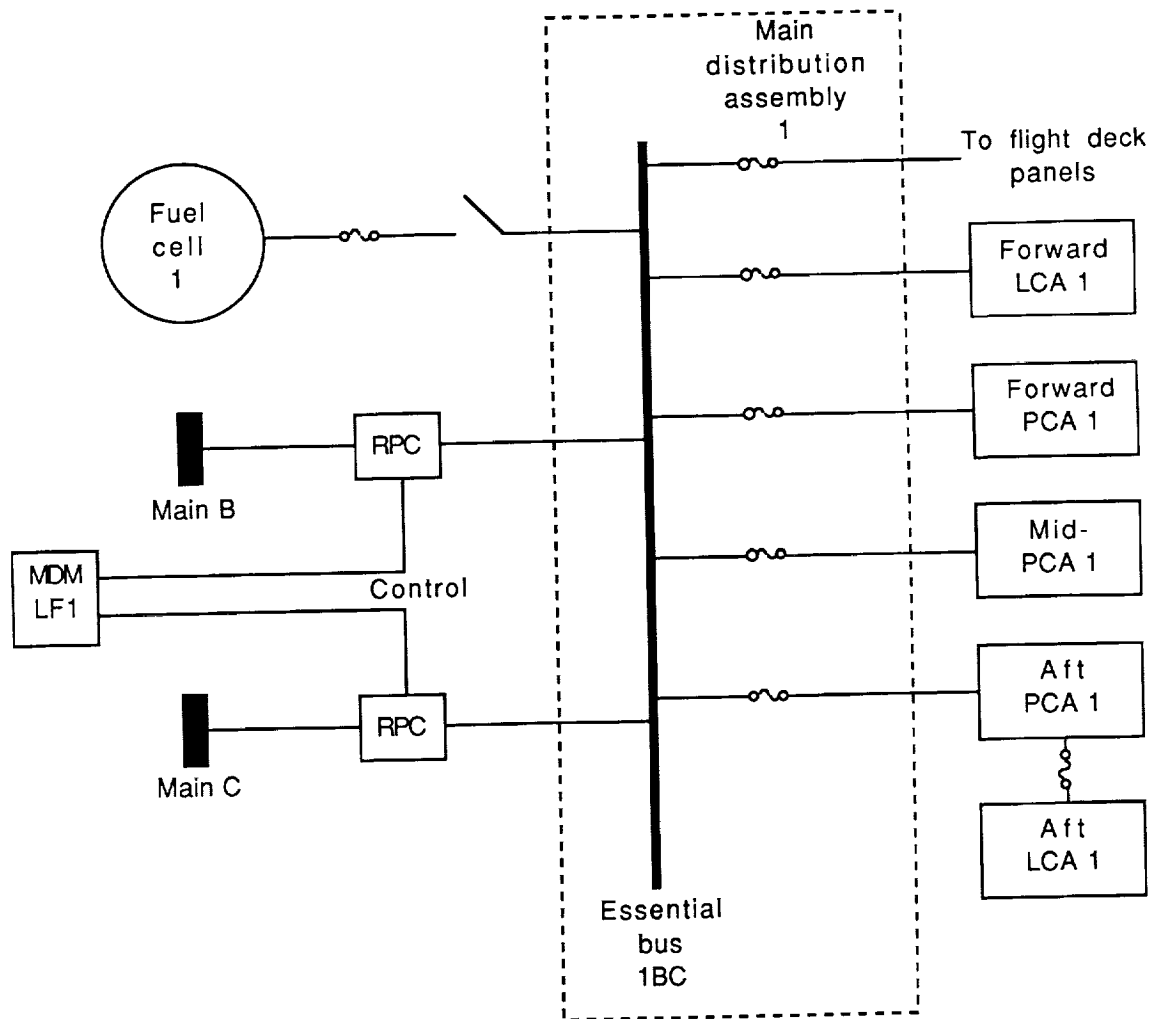 Main
distribution
assembly
1
To flight deck
panels
Fuel
cell
1
Forward
LCA 1
Forward
PCA 1
RPC
Main B
Mid-
PCA 1
MDM
LF1
Control
Aft
PCA 1
RPC
Main C
Aft
LCA 1
Essential
bus
1BC